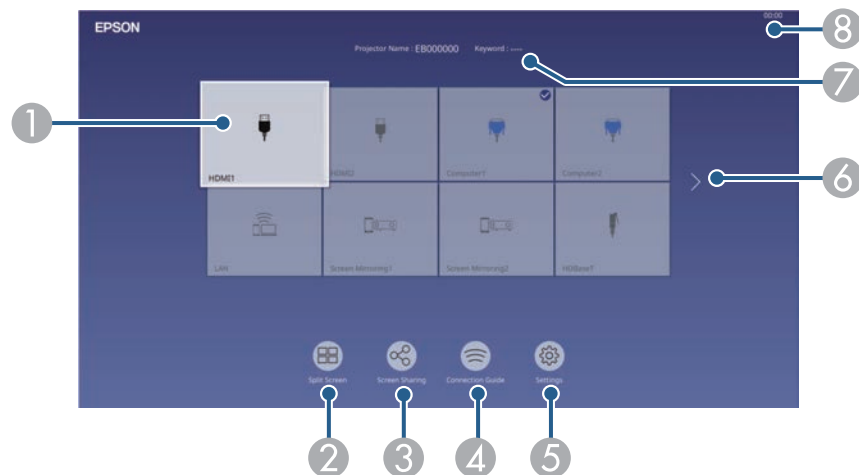 EPSON
00:00
Projector Name : EB000000 Keyword : ----
HDMI1
HDMI2
Computer1
Computer2
LAN
Screen Mirroring1
Screen Mirroring2
HDBaseT
Split Screen
Screen Sharing
Connection Guide
Settings
1
2
3
4
5
6
7
8